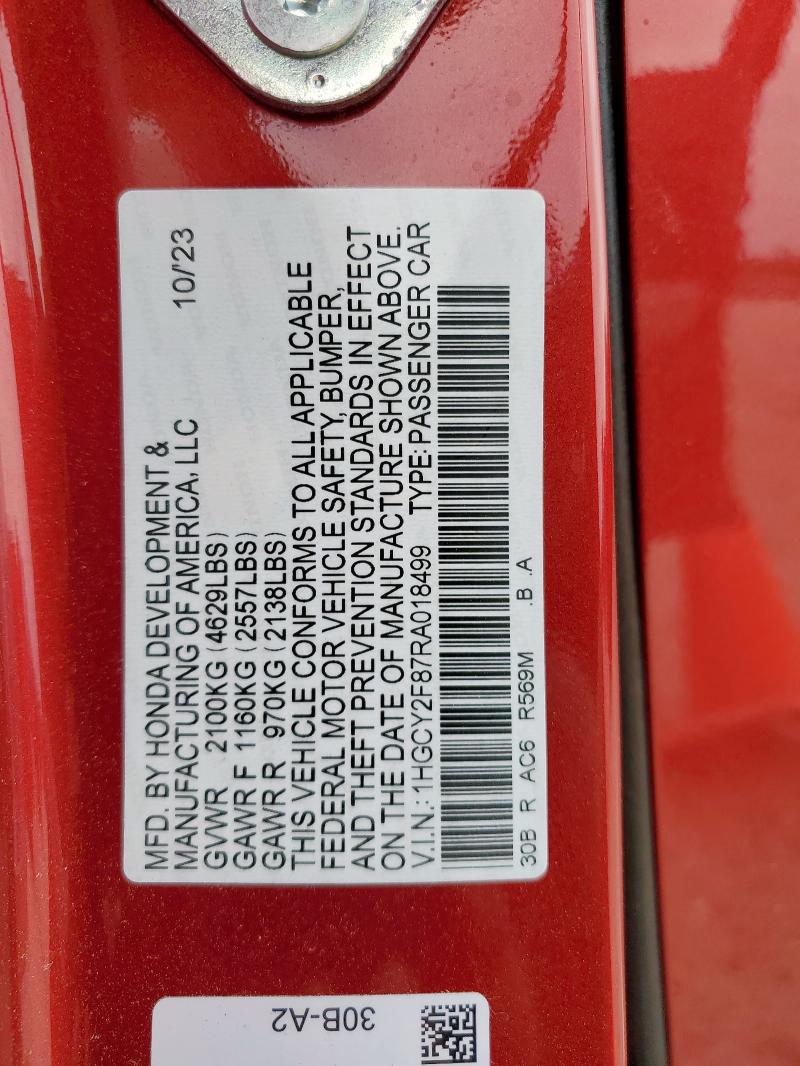 MFD. BY HONDA DEVELOPMENT &
MANUFACTURING OF AMERICA, LLC 10/'23
GVWR 2100KG (4629LBS)
GAWR F 1160KG (2557LBS)
GAWR R 970KG (2138LBS)
THIS VEHICLE CONFORMS TO ALL APPLICABLE
FEDERAL MOTOR VEHICLE SAFETY, BUMPER,
AND THEFT PREVENTION STANDARDS IN EFFECT
ON THE DATE OF MANUFACTURE SHOWN ABOVE.
V.I.N.: 1HGCY2F87RA018499 TYPE: PASSENGER CAR
30B R AC6 R569M .B .A
30B-A2